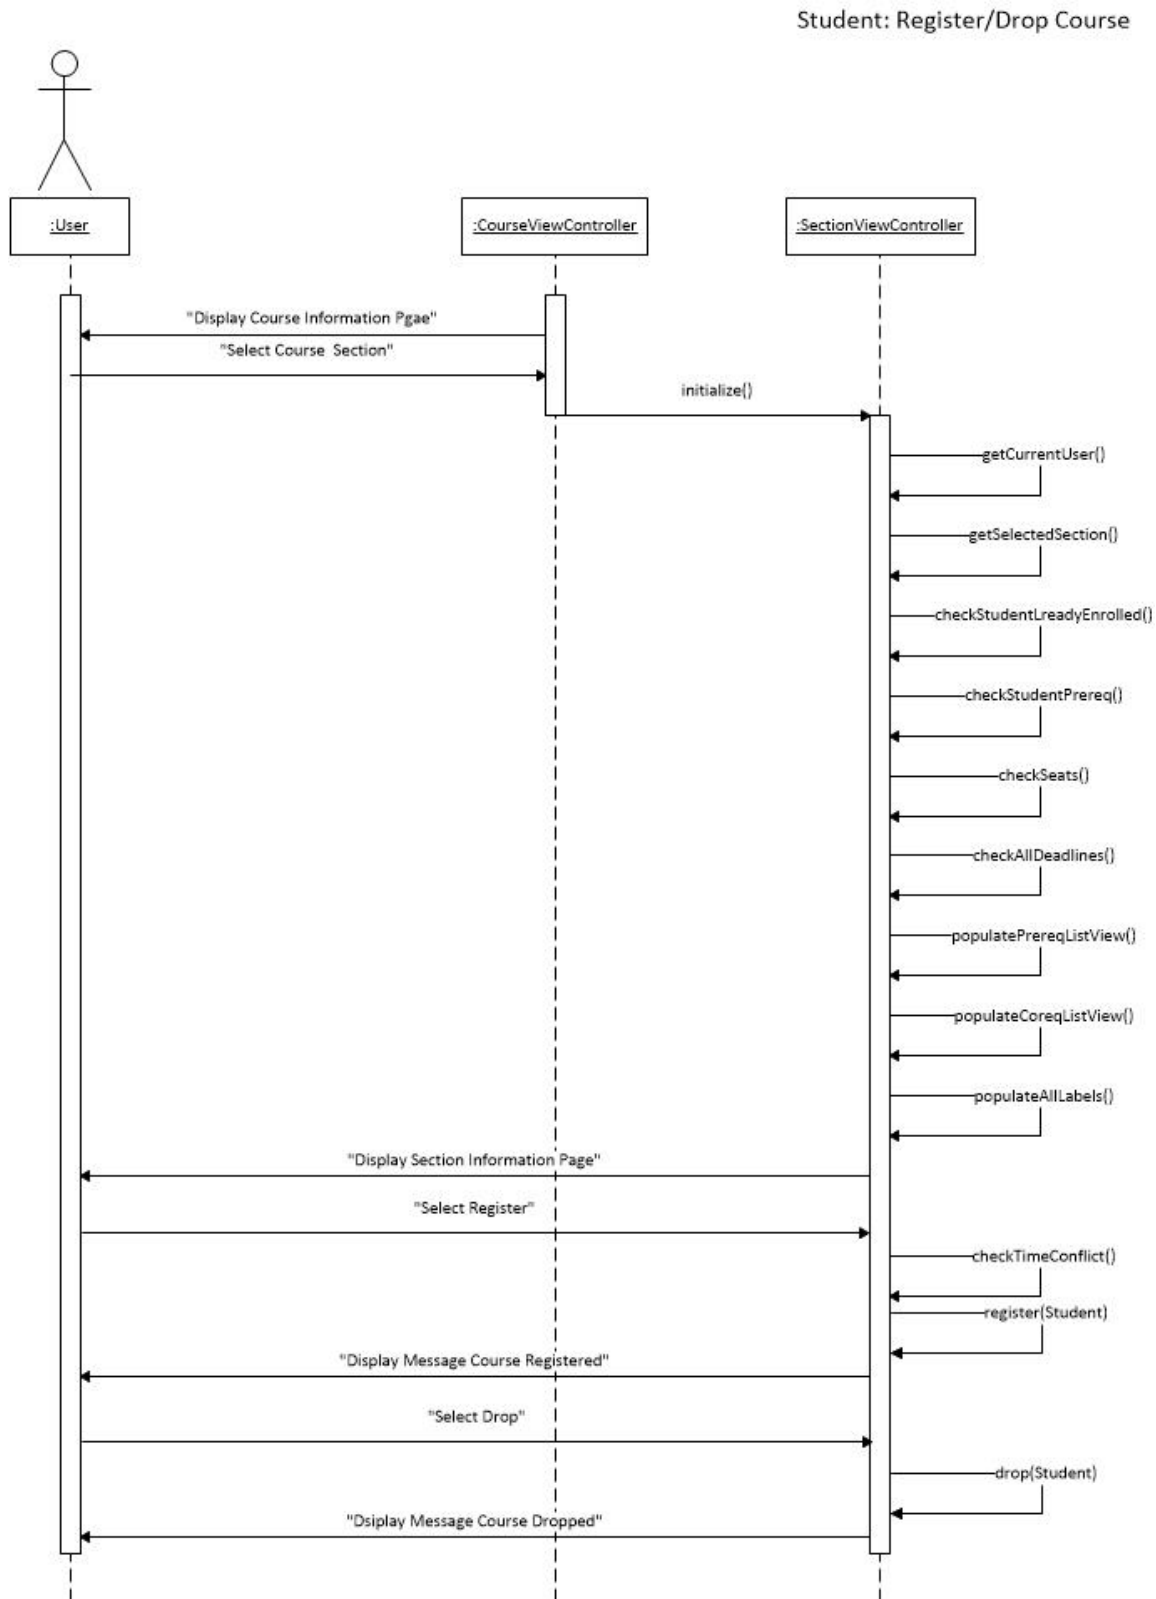 Student: Register/Drop Course
:User
:CourseViewController
:SectionViewController
"Display Course Information Pgae"
"Select Course  Section"
initialize()
getCurrentUser()
getSelectedSection()
checkStudentLreadyEnrolled()
checkStudentPrereq()
checkSeats()
checkAllDeadlines()
populatePrereqListView()
populateCoreqListView()
populateAllLabels()
"Display Section Information Page"
"Select Register"
checkTimeConflict()
register(Student)
"Display Message Course Registered"
"Select Drop"
drop(Student)
"Dsiplay Message Course Dropped"